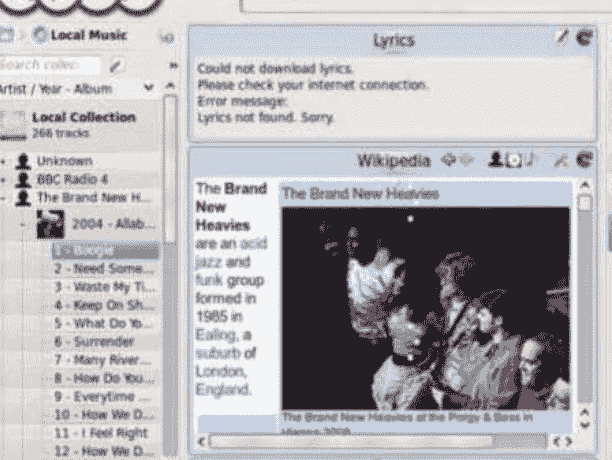 Local Music
Search collec
Artist / Year - Album
Local Collection
266 tracks
Unknown
BBC Radio 4
The Brand New H...
2004 - Allab...
1 - Boogie
2 - Need Some...
3 - Waste My Ti...
4 - Keep On Sh...
5 - What Do Yo...
6 - Surrender
7 - Many River...
8 - How Do You...
9 - Everytime ...
10 - How We D...
11 - I Feel Right
12 - How We D...
Lyrics
Could not download lyrics.
Please check your internet connection.
Error message:
Lyrics not found. Sorry.
Wikipedia
The Brand
New
Heavies
are an acid
jazz and
funk group
formed in
1985 in
Ealing, a
suburb of
London,
England.
The Brand New Heavies
The Brand New Heavies at the Porgy & Bess in
Vienna 2008